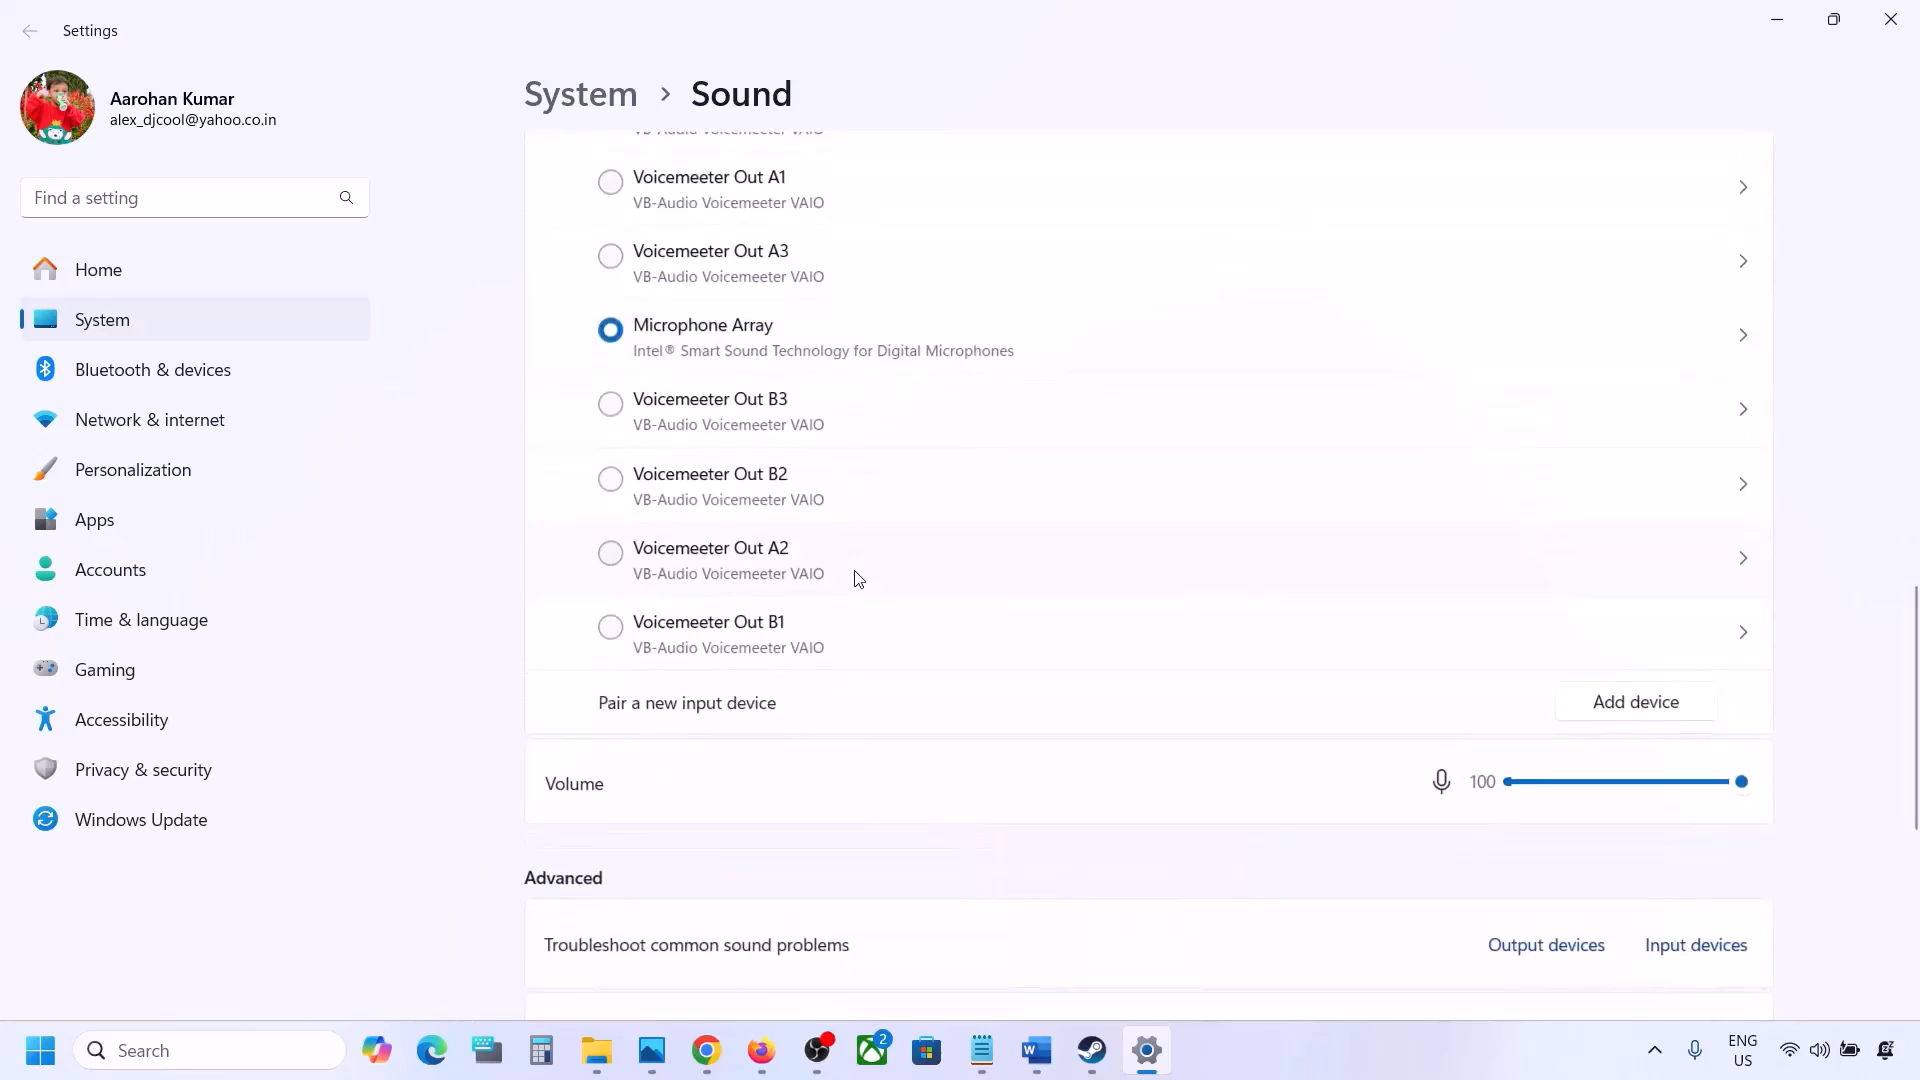 Settings
Aarohan Kumar
alex_djcool@yahoo.co.in
Find a setting
Home
System
Bluetooth & devices
Network & internet
Personalization
Apps
Accounts
Time & language
Gaming
Accessibility
Privacy & security
Windows Update
System > Sound
VB-Audio Voicemeeter VAIO
Voicemeeter Out A1
VB-Audio Voicemeeter VAIO
Voicemeeter Out A3
VB-Audio Voicemeeter VAIO
Microphone Array
Intel® Smart Sound Technology for Digital Microphones
Voicemeeter Out B3
VB-Audio Voicemeeter VAIO
Voicemeeter Out B2
VB-Audio Voicemeeter VAIO
Voicemeeter Out A2
VB-Audio Voicemeeter VAIO
Voicemeeter Out B1
VB-Audio Voicemeeter VAIO
Pair a new input device Add device
Volume 100
Advanced
Troubleshoot common sound problems Output devices Input devices
Search
2
ENG
US